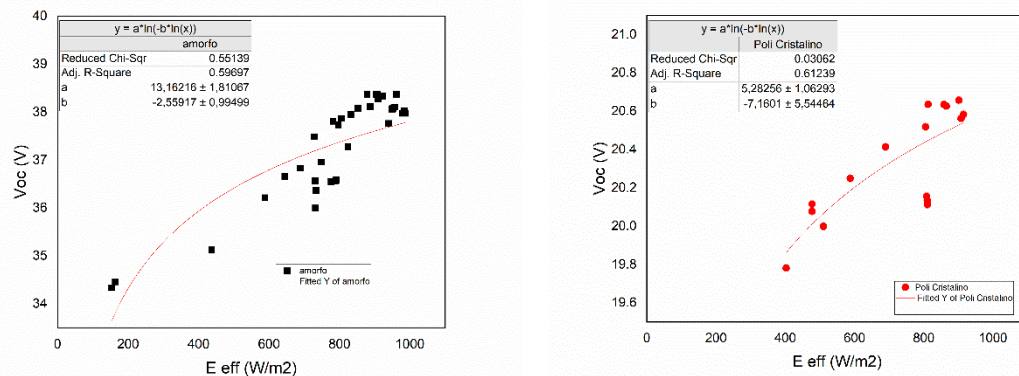 40
39
38
37
36
35
34
0
200
400
600
800
1000
Voc (V)
E eff (W/m2)
y = a*ln(-b*ln(x))
amorfo
Reduced Chi-Sqr 0.55139
Adj. R-Square 0.59697
a 13,16216 ± 1,81067
b -2,55917 ± 0,99499
amorfo
Fitted Y of amorfo
21.0
20.8
20.6
20.4
20.2
20.0
19.8
19.6
0
200
400
600
800
1000
Voc (V)
E eff (W/m2)
y = a*ln(-b*ln(x))
Poli Cristalino
Reduced Chi-Sqr 0.03062
Adj. R-Square 0.61239
a 5,28256 ± 1.06293
b -7,1601 ± 5,54464
Poli Cristalino
Fitted Y of Poli Cristalino